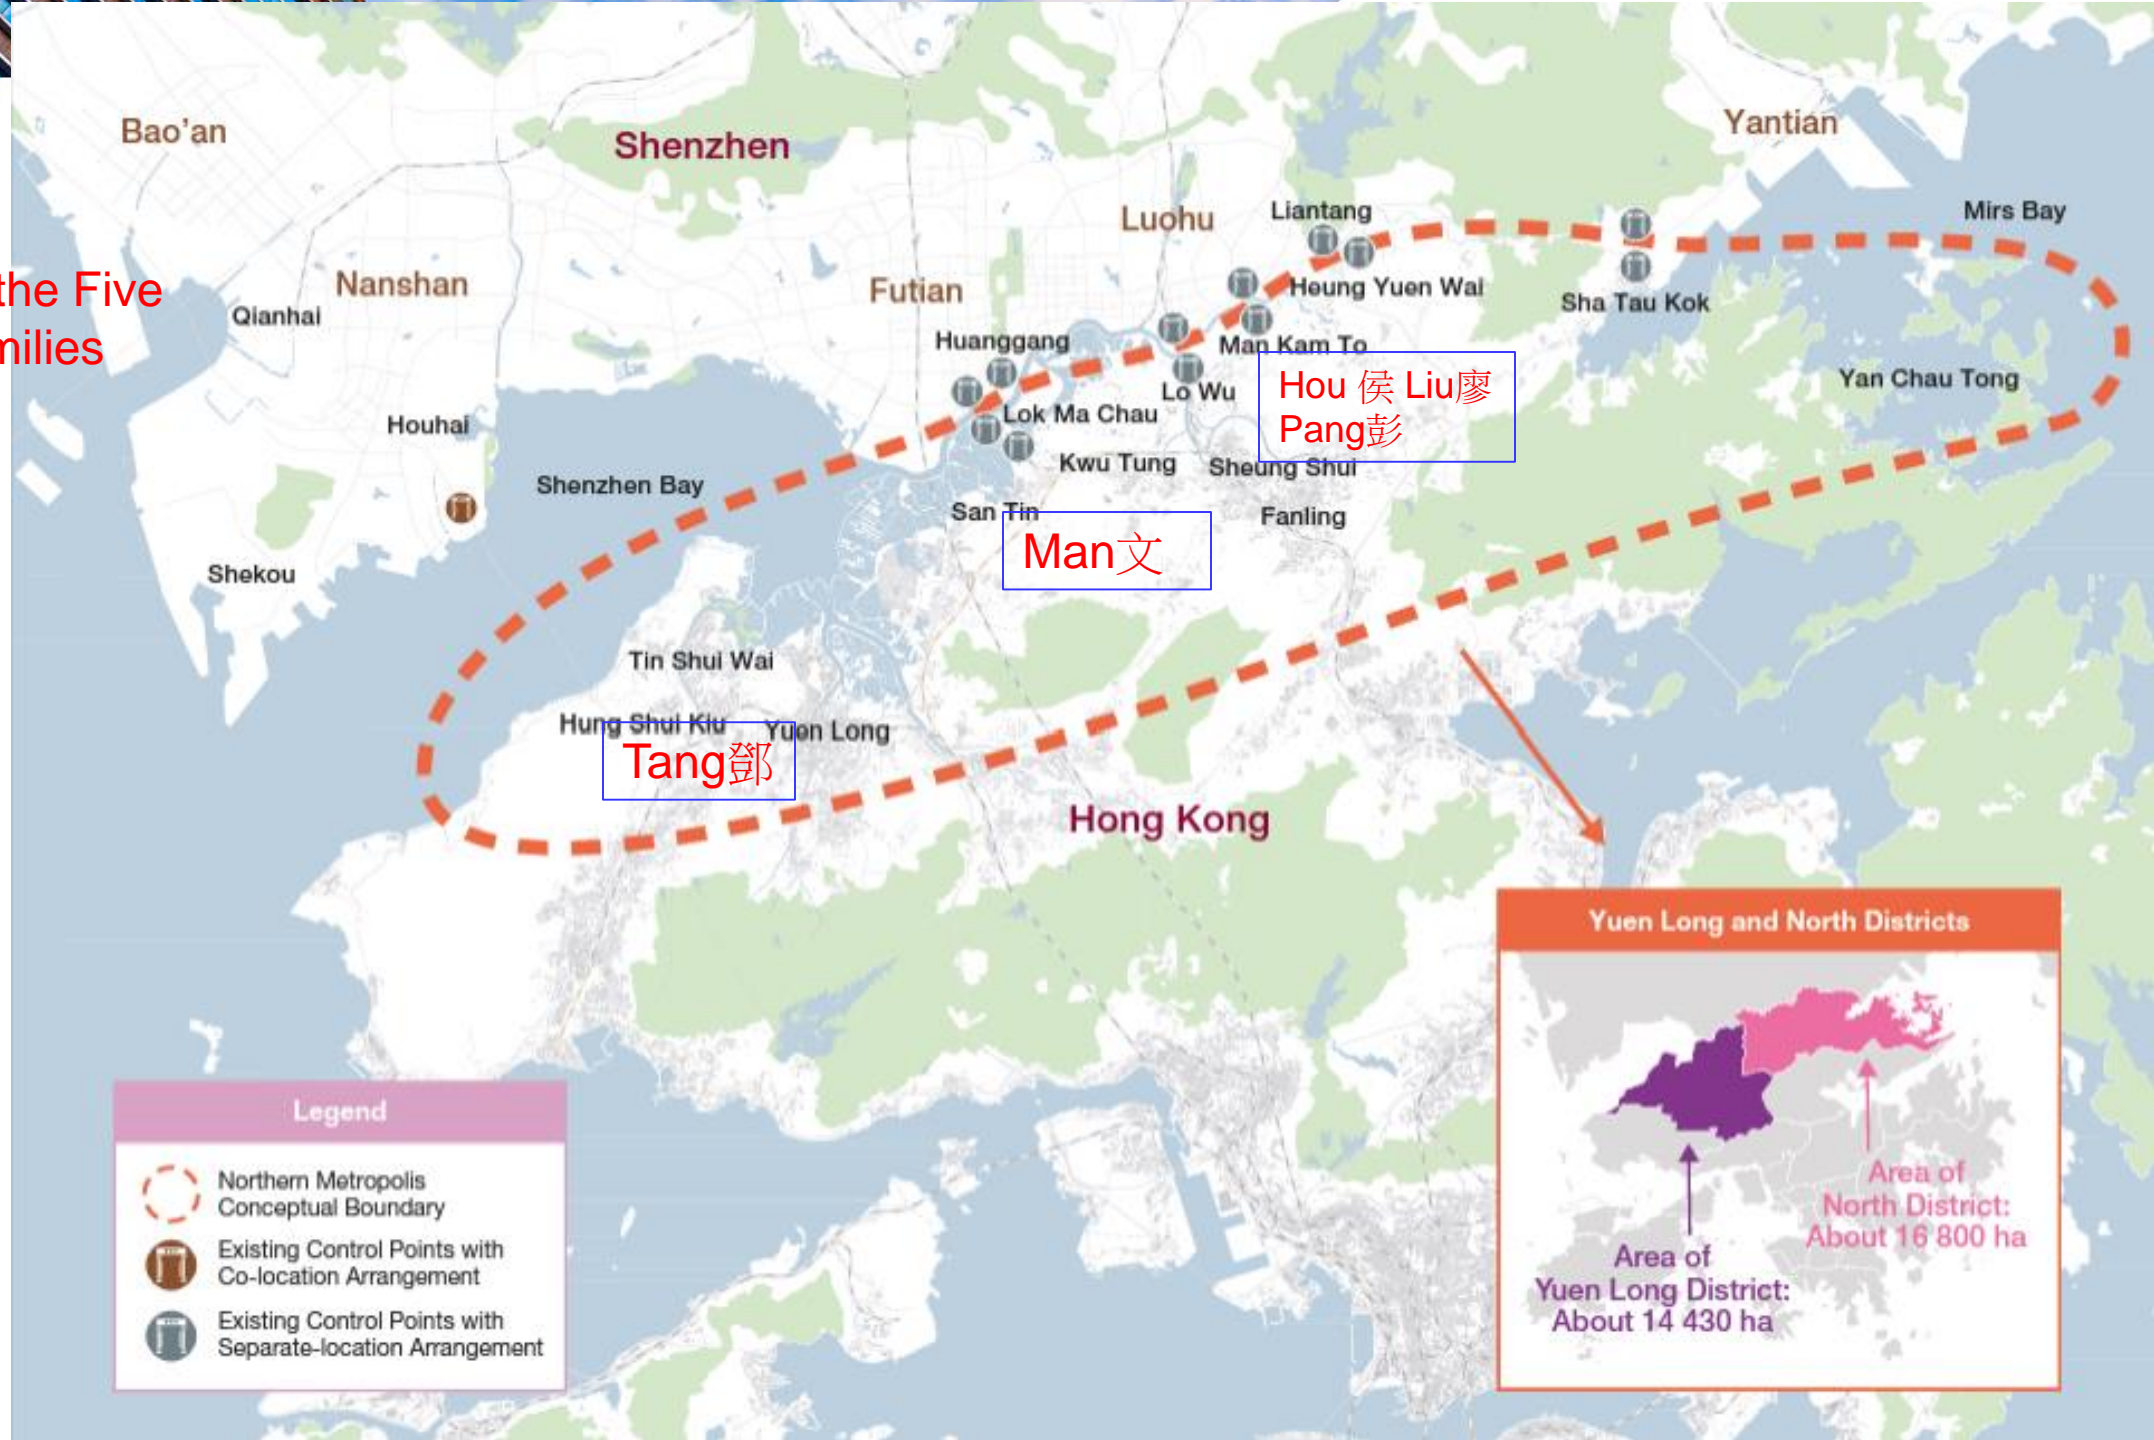 Bao'an
Shenzhen
Yantian
Luohu
Liantang
Mirs Bay
the Five
Nanshan
Futian
Heung Yuen Wai
Qianhai
Sha Tau Kok
Huanggang
Man Kam To
Hou 侯 Liu廖
Pang彭
Lo Wu
Yan Chau Tong
Houhai
Lok Ma Chau
Kwu Tung
Sheung Shui
Shenzhen Bay
San Tin
Fanling
Man文
Shekou
Tin Shui Wai
Hung Shui Kiu
Yuen Long
Tang鄧
Hong Kong
Yuen Long and North Districts
Area of
North District:
About 16 800 ha
Area of
Yuen Long District:
About 14 430 ha
Legend
Northern Metropolis
Conceptual Boundary
Existing Control Points with
Co-location Arrangement
Existing Control Points with
Separate-location Arrangement